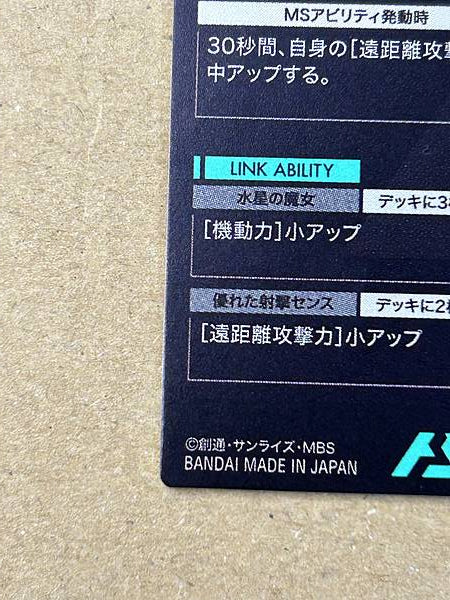 MSアビリティ発動時
30秒間、自身の[遠距離攻撃
中アップする。
LINK ABILITY
水星の魔女
デッキに3
[機動力]小アップ
優れた射撃センス
デッキに2
[遠距離攻撃力]小アップ
©創通・サンライズ・MBS
BANDAI MADE IN JAPAN